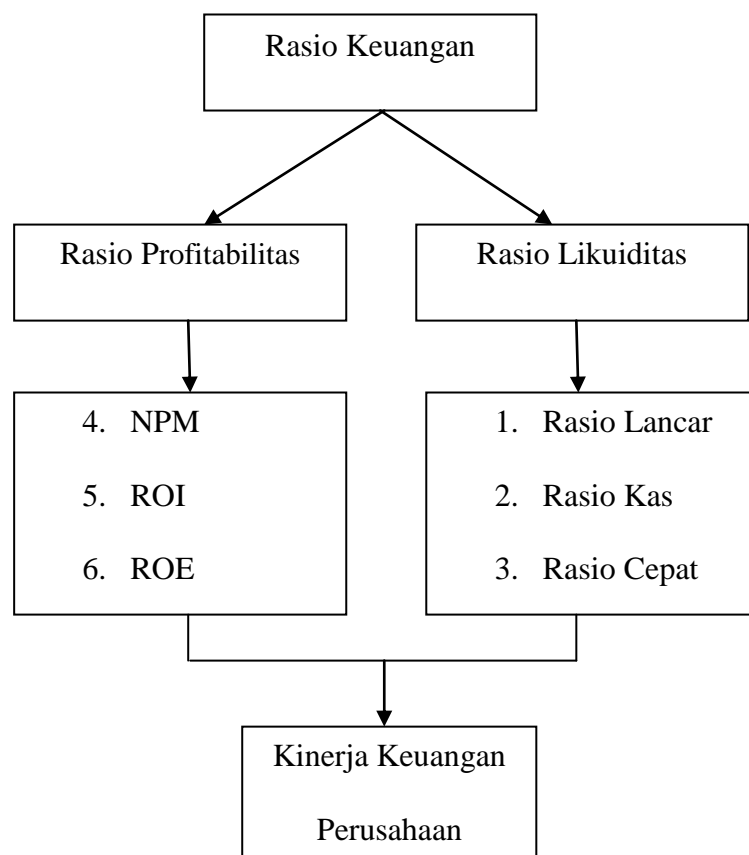 Rasio Keuangan
Rasio Profitabilitas
Rasio Likuiditas
4. NPM
5. ROI
6. ROE
1. Rasio Lancar
2. Rasio Kas
3. Rasio Cepat
Kinerja Keuangan
Perusahaan